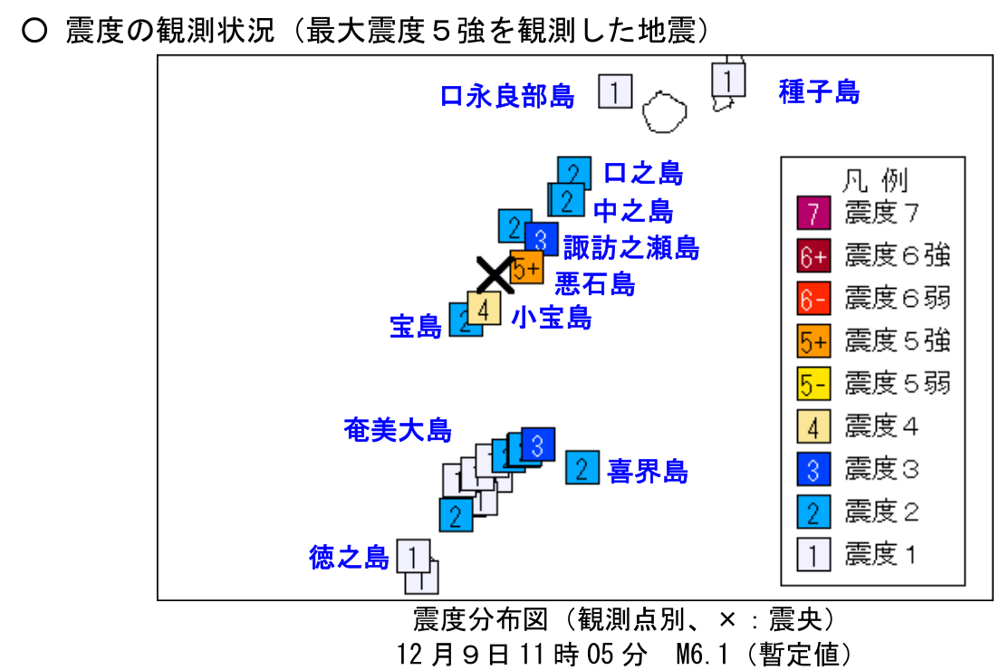 ○ 震度の観測状況（最大震度５強を観測した地震）
口永良部島 1
1 種子島
2 口之島
2 中之島
2
3 諏訪之瀬島
5+ 悪石島
× 
宝島 2
4 小宝島
奄美大島
3
2
1
1
1
1
2
2 喜界島
徳之島 1
1
凡例
7 震度７
6+ 震度６強
6- 震度６弱
5+ 震度５強
5- 震度５弱
4 震度４
3 震度３
2 震度２
1 震度１
震度分布図（観測点別、×：震央）
12月９日11時05分　M6.1（暫定値）